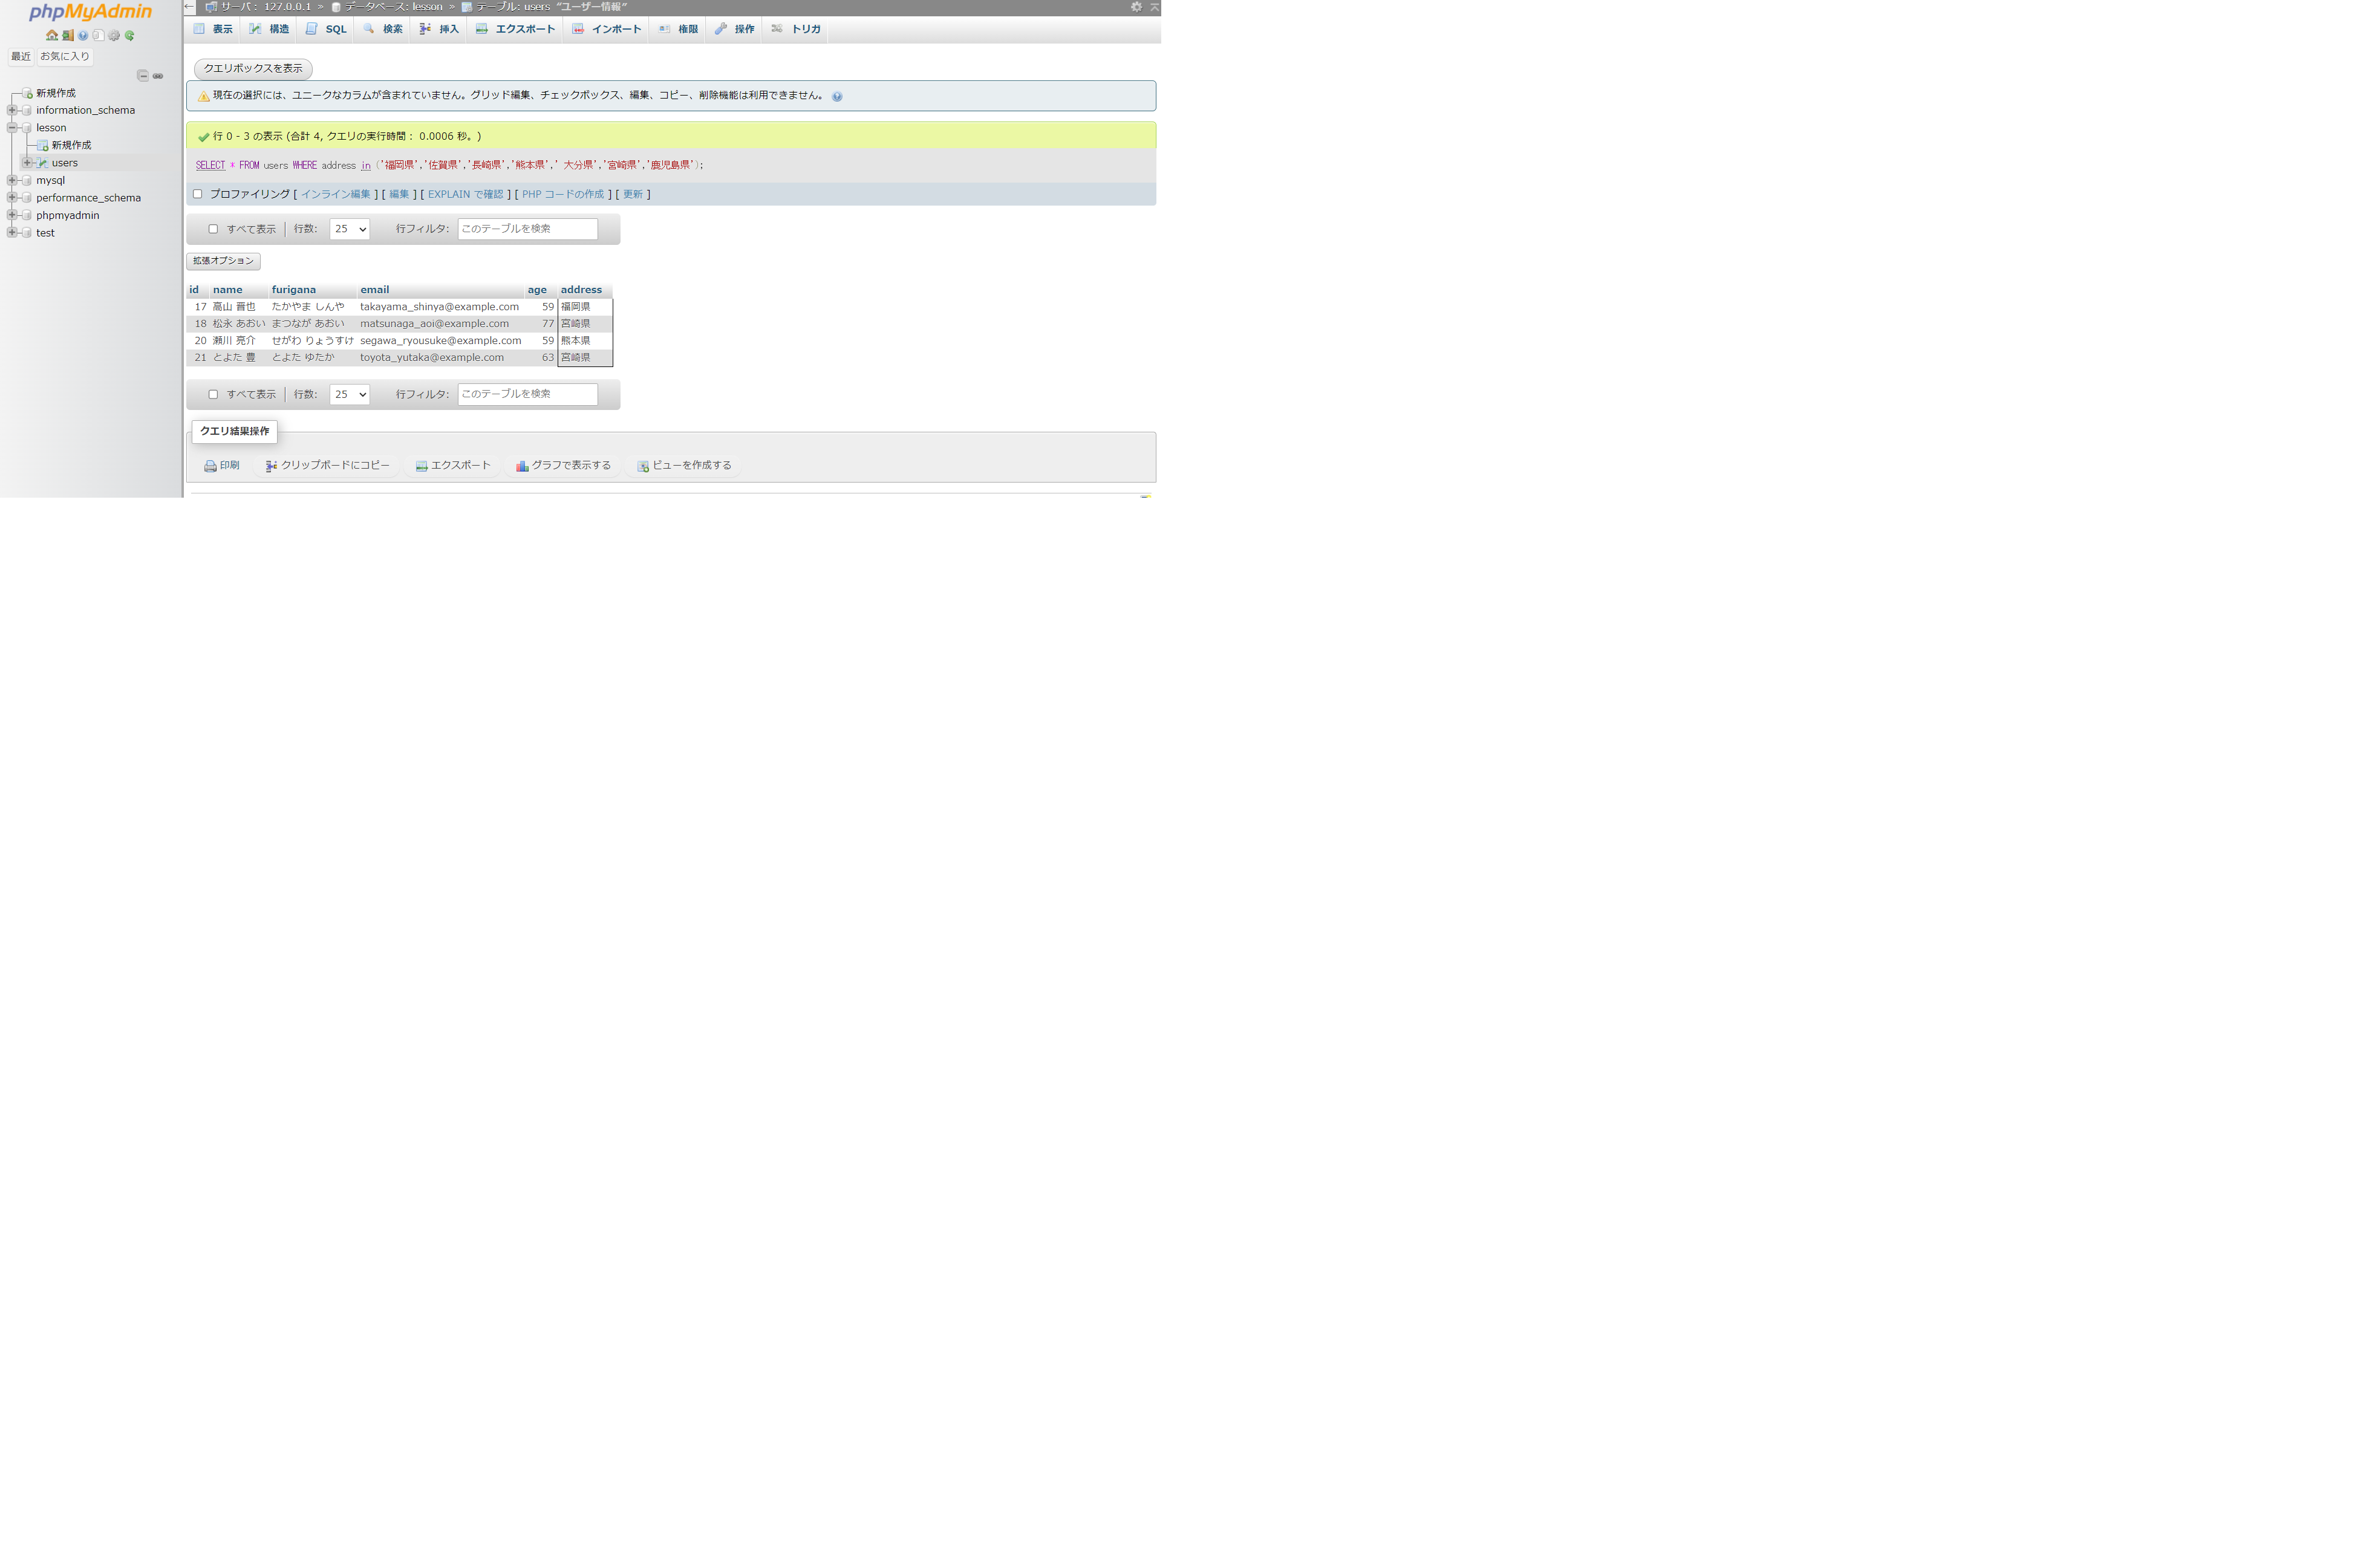 phpMyAdmin
最近 お気に入り
新規作成
information_schema
lesson
新規作成
users
mysql
performance_schema
phpmyadmin
test
サーバ： 127.0.0.1 » データベース: lesson » テーブル: users “ユーザー情報”
表示 構造 SQL 検索 挿入 エクスポート インポート 権限 操作 トリガ
クエリボックスを表示
現在の選択には、ユニークなカラムが含まれていません。グリッド編集、チェックボックス、編集、コピー、削除機能は利用できません。
行 0 - 3 の表示 (合計 4, クエリの実行時間： 0.0006 秒。)
SELECT * FROM users WHERE address in ('福岡県','佐賀県','長崎県','熊本県',' 大分県','宮崎県','鹿児島県');
プロファイリング [ インライン編集 ] [ 編集 ] [ EXPLAIN で確認 ] [ PHP コードの作成 ] [ 更新 ]
すべて表示 行数: 25 行フィルタ: このテーブルを検索
拡張オプション
id name furigana email age address
17 高山 晋也 たかやま しんや takayama_shinya@example.com 59 福岡県
18 松永 あおい まつなが あおい matsunaga_aoi@example.com 77 宮崎県
20 瀬川 亮介 せがわ りょうすけ segawa_ryousuke@example.com 59 熊本県
21 とよた 豊 とよた ゆたか toyota_yutaka@example.com 63 宮崎県
すべて表示 行数: 25 行フィルタ: このテーブルを検索
クエリ結果操作
印刷 クリップボードにコピー エクスポート グラフで表示する ビューを作成する